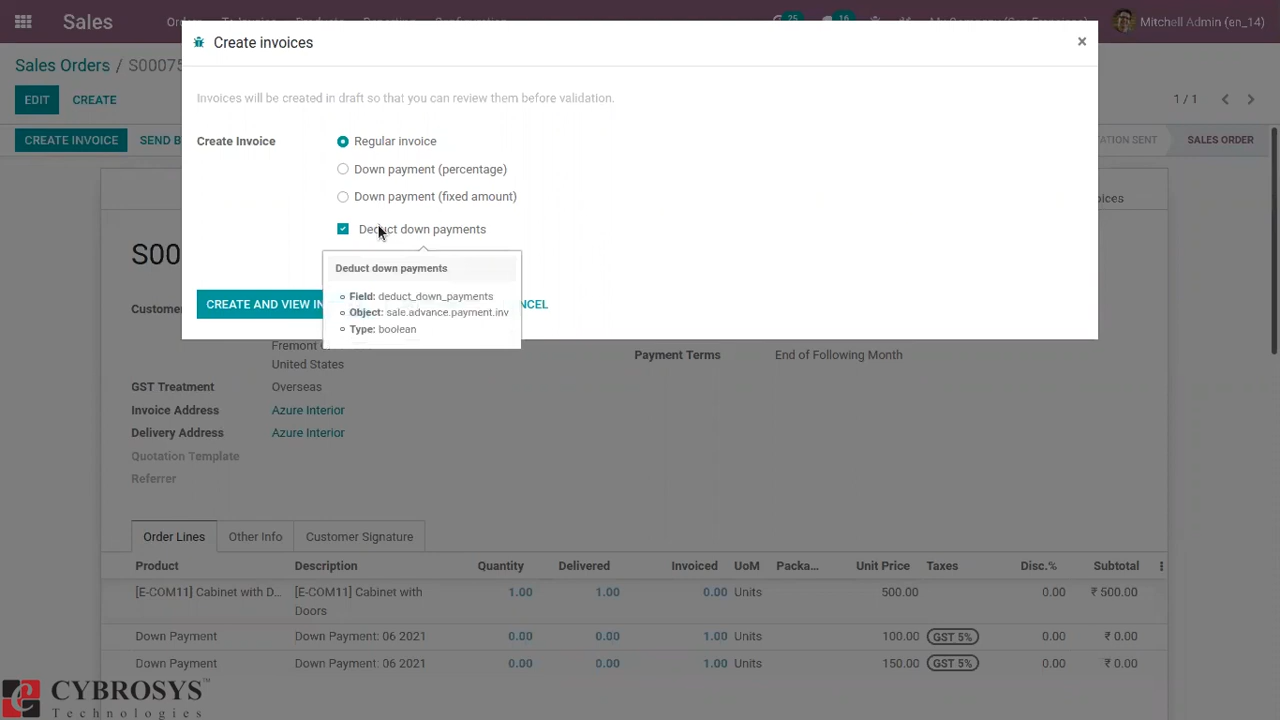 Sales
25
16
Mitchell Admin (en_14)
Create invoices
×
Sales Orders / S00075
EDIT CREATE
1 / 1
Invoices will be created in draft so that you can review them before validation.
CREATE INVOICE SEND B
SALES ORDER
Create Invoice
Regular invoice
Down payment (percentage)
Down payment (fixed amount)
Deduct down payments
Deduct down payments
Field: deduct_down_payments
Object: sale.advance.payment.inv
Type: boolean
CREATE AND VIEW IN
NCEL
S00
Customer
United States
Payment Terms End of Following Month
GST Treatment Overseas
Invoice Address Azure Interior
Delivery Address Azure Interior
Quotation Template
Referrer
Order Lines Other Info Customer Signature
Product Description Quantity Delivered Invoiced UoM Packa... Unit Price Taxes Disc.% Subtotal
[E-COM11] Cabinet with D... [E-COM11] Cabinet with Doors 1.00 1.00 0.00 Units 500.00 0.00 ₹ 500.00
Down Payment Down Payment: 06 2021 0.00 0.00 1.00 Units 100.00 GST 5% 0.00 ₹ 0.00
Down Payment Down Payment: 06 2021 0.00 0.00 1.00 Units 150.00 GST 5% 0.00 ₹ 0.00
CYBROSYS™
Technologies